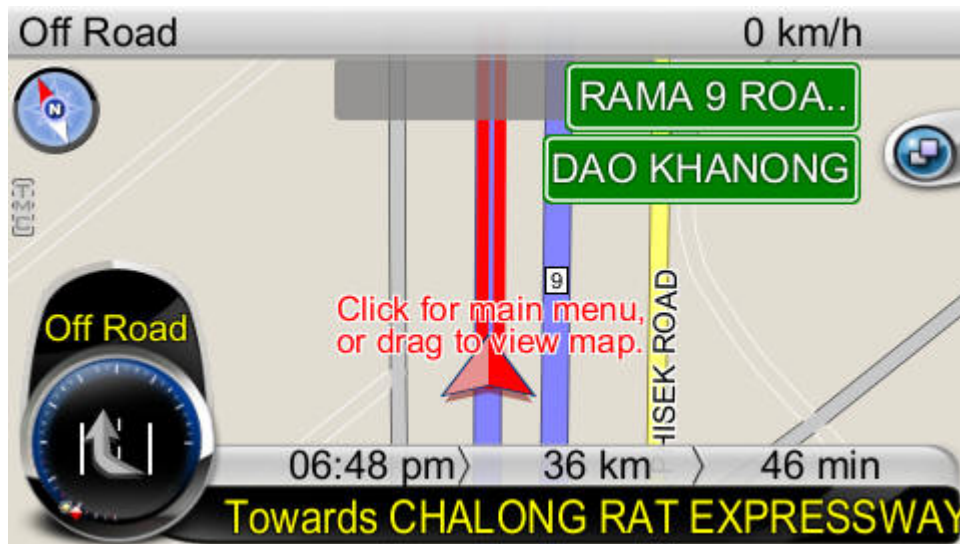 Off Road
0 km/h
N
RAMA 9 ROA..
DAO KHANONG
TMC
9
Click for main menu,
or drag to view map.
HISEK ROAD
Off Road
06:48 pm
36 km
46 min
Towards CHALONG RAT EXPRESSWAY